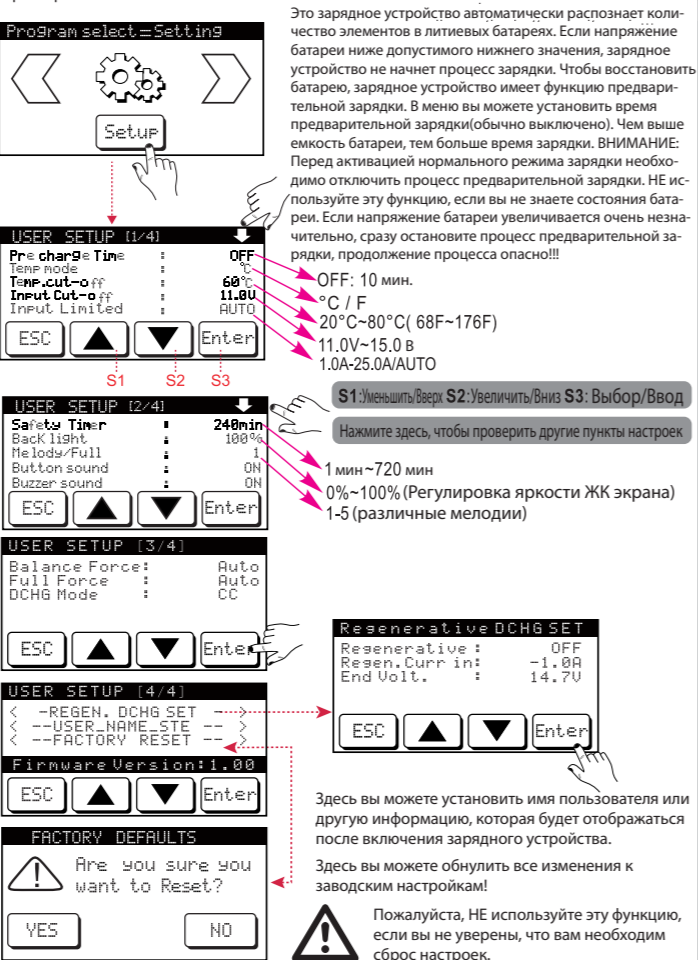 Это зарядное устройство автоматически распознает коли-
чество элементов в литиевых батареях. Если напряжение
батареи ниже допустимого нижнего значения, зарядное
устройство не начнет процесс зарядки. Чтобы восстановить
батарею, зарядное устройство имеет функцию предвари-
тельной зарядки. В меню вы можете установить время
предварительной зарядки(обычно выключено). Чем выше
емкость батареи, тем больше время зарядки. ВНИМАНИЕ:
Перед активацией нормального режима зарядки необхо-
димо отключить процесс предварительной зарядки. НЕ ис-
пользуйте эту функцию, если вы не знаете состояния бата-
реи. Если напряжение батареи увеличивается очень незна-
чительно, сразу остановите процесс предварительной за-
рядки, продолжение процесса опасно!!!
Program select=Setting
Setup
USER SETUP [1/4]
Pre charge Time : OFF
Temp mode : °C
Temp.cut-off : 60°C
Input Cut-off : 11.0V
Input Limited : AUTO
ESC Enter
S1 S2 S3
OFF: 10 мин.
°C / F
20°C~80°C( 68F~176F)
11.0V~15.0 в
1.0A-25.0A/AUTO
S1:Уменьшить/Вверх S2:Увеличить/Вниз S3: Выбор/Ввод
Нажмите здесь, чтобы проверить другие пункты настроек
USER SETUP [2/4]
Safety Timer : 240min
Back light : 100%
Melody/Full : 1
Button sound : ON
Buzzer sound : ON
ESC Enter
1 мин~720 мин
0%~100% (Регулировка яркости ЖК экрана)
1-5 (различные мелодии)
USER SETUP [3/4]
Balance Force: Auto
Full Force : Auto
DCHG Mode : CC
ESC Enter
Regenerative DCHG SET
Regenerative : OFF
Regen.Curr in: -1.0A
End Volt. : 14.7V
ESC Enter
USER SETUP [4/4]
< -REGEN. DCHG SET - >
< --USER_NAME_STE -- >
< --FACTORY RESET -- >
Firmware Version:1.00
ESC Enter
Здесь вы можете установить имя пользователя или
другую информацию, которая будет отображаться
после включения зарядного устройства.
Здесь вы можете обнулить все изменения к
заводским настройкам!
FACTORY DEFAULTS
Are you sure you
want to Reset?
YES NO
Пожалуйста, НЕ используйте эту функцию,
если вы не уверены, что вам необходим
сброс настроек.